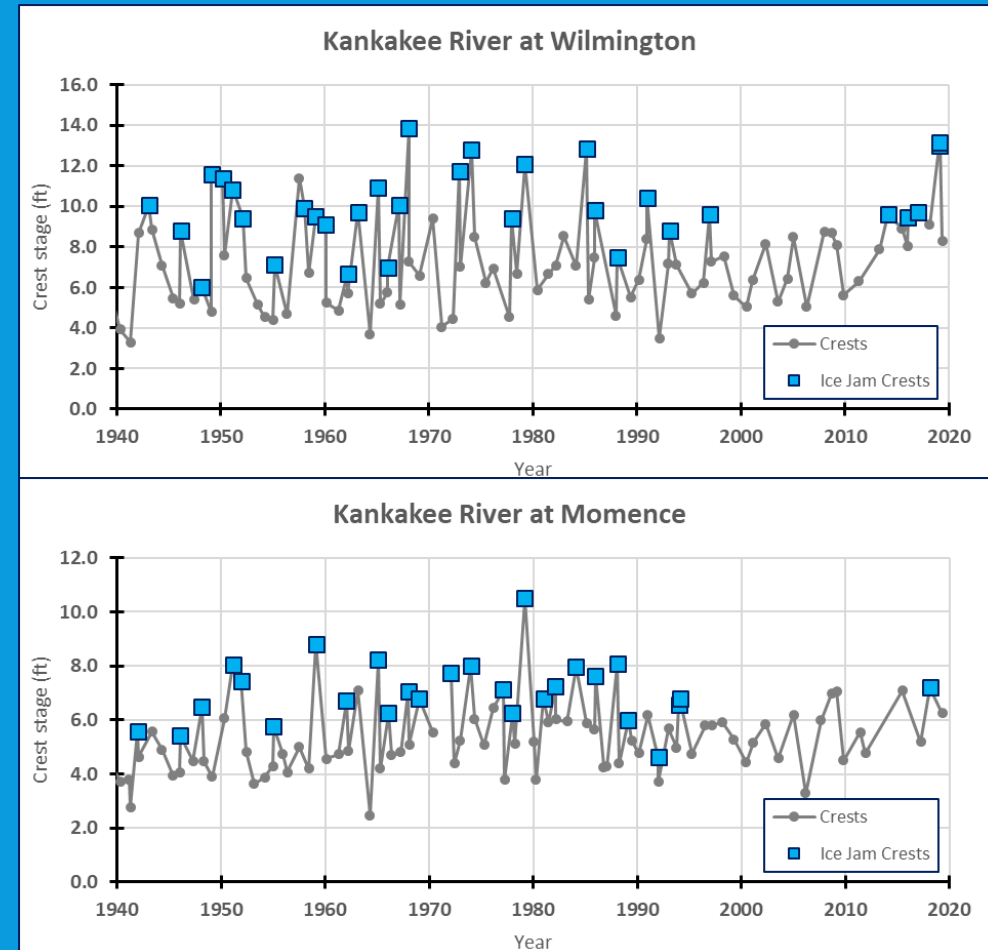 Kankakee River at Wilmington
16.0
14.0
12.0
10.0
8.0
6.0
4.0
2.0
0.0
Crest stage (ft)
Crests
Ice Jam Crests
1940 1950 1960 1970 1980 1990 2000 2010 2020
Year
Kankakee River at Momence
12.0
10.0
8.0
6.0
4.0
2.0
0.0
Crest stage (ft)
Crests
Ice Jam Crests
1940 1950 1960 1970 1980 1990 2000 2010 2020
Year